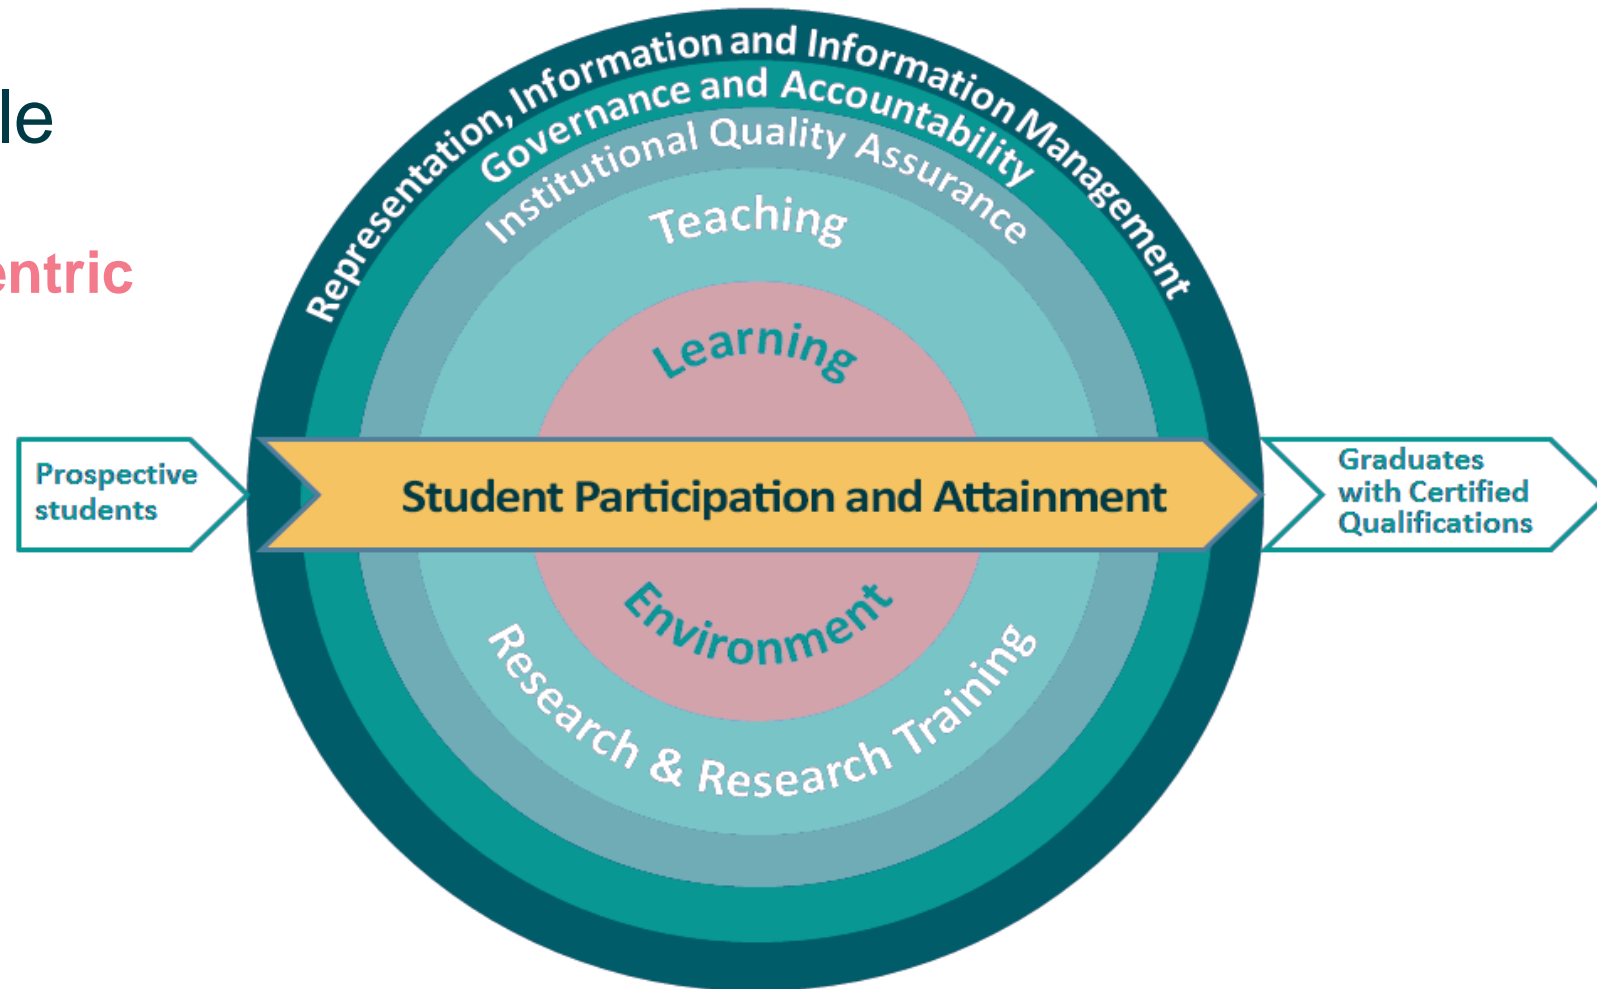 le
entric
Representation, Information and Information Management
Governance and Accountability
Institutional Quality Assurance
Teaching
Learning
Prospective
students
Student Participation and Attainment
Graduates
with Certified
Qualifications
Environment
Research & Research Training